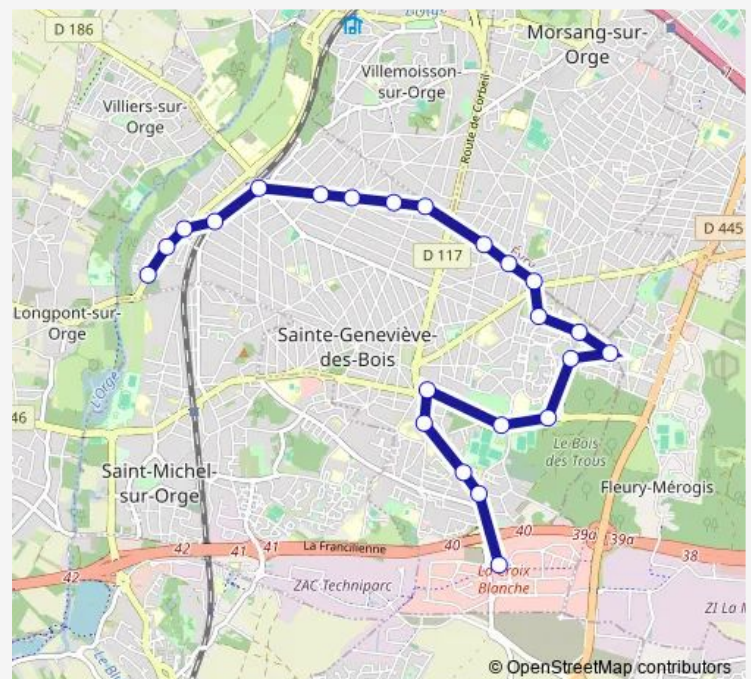 D 186
Morsang-sur-
Orge
Villemoisson-
sur-Orge
Villiers-sur-
Orge
Route de Corbeil
D 445
Évry
D 117
Longpont-sur-
Orge
Sainte-Geneviève-
des-Bois
L'Orge
46
Le Bois
des Trous
Saint-Michel-
sur-Orge
Fleury-Mérogis
La Francilienne
40
40
39a
39a
42
41
41
38
42
La Croix
Blanche
ZAC Techniparc
ZI La
© OpenStreetMap contributors